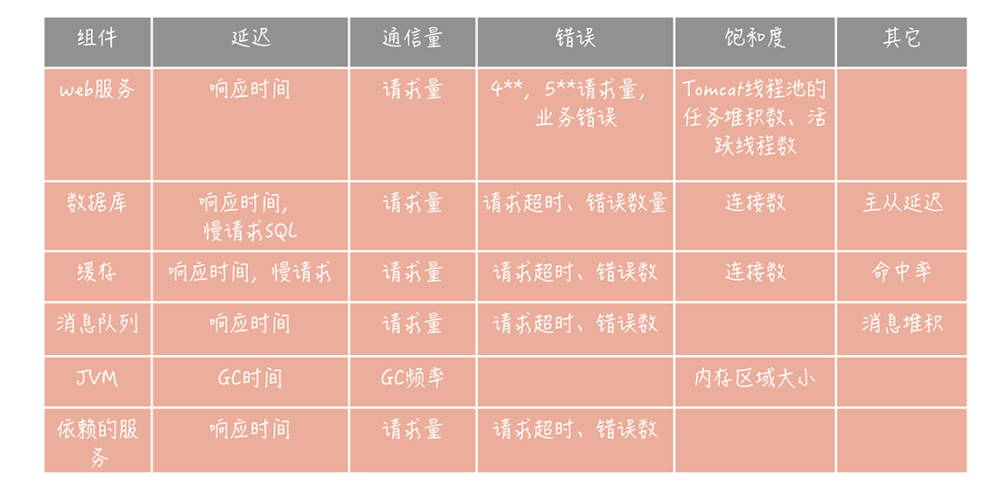 组件 延迟 通信量 错误 饱和度 其它
web服务 响应时间 请求量 4**，5**请求量， Tomcat线程池的
业务错误 任务堆积数、活
跃线程数
数据库 响应时间， 请求量 请求超时、错误数量 连接数 主从延迟
慢请求SQL
缓存 响应时间，慢请求 请求量 请求超时、错误数 连接数 命中率
消息队列 响应时间 请求量 请求超时、错误数 消息堆积
JVM GC时间 GC频率 内存区域大小
依赖的服 响应时间 请求量 请求超时、错误数
务